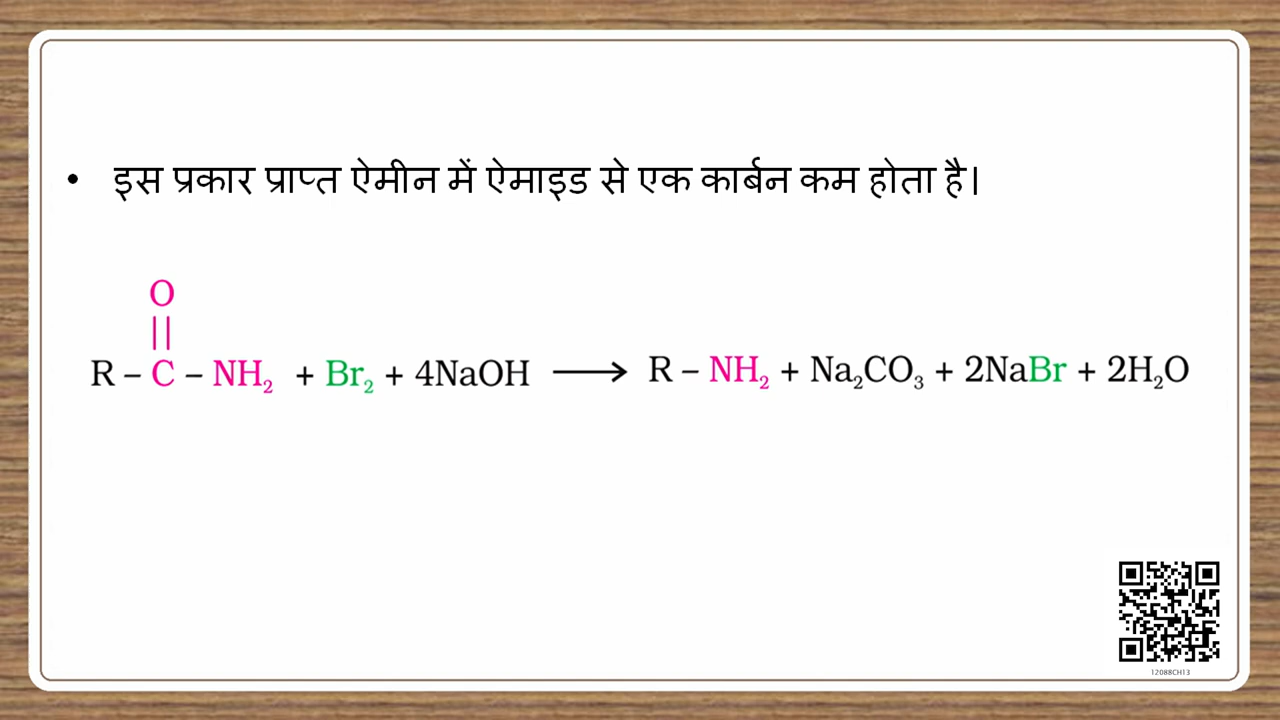 • इस प्रकार प्राप्त ऐमीन में ऐमाइड से एक कार्बन कम होता है।
O
||
R – C – NH₂ + Br₂ + 4NaOH ⟶ R – NH₂ + Na₂CO₃ + 2NaBr + 2H₂O
12088CH13